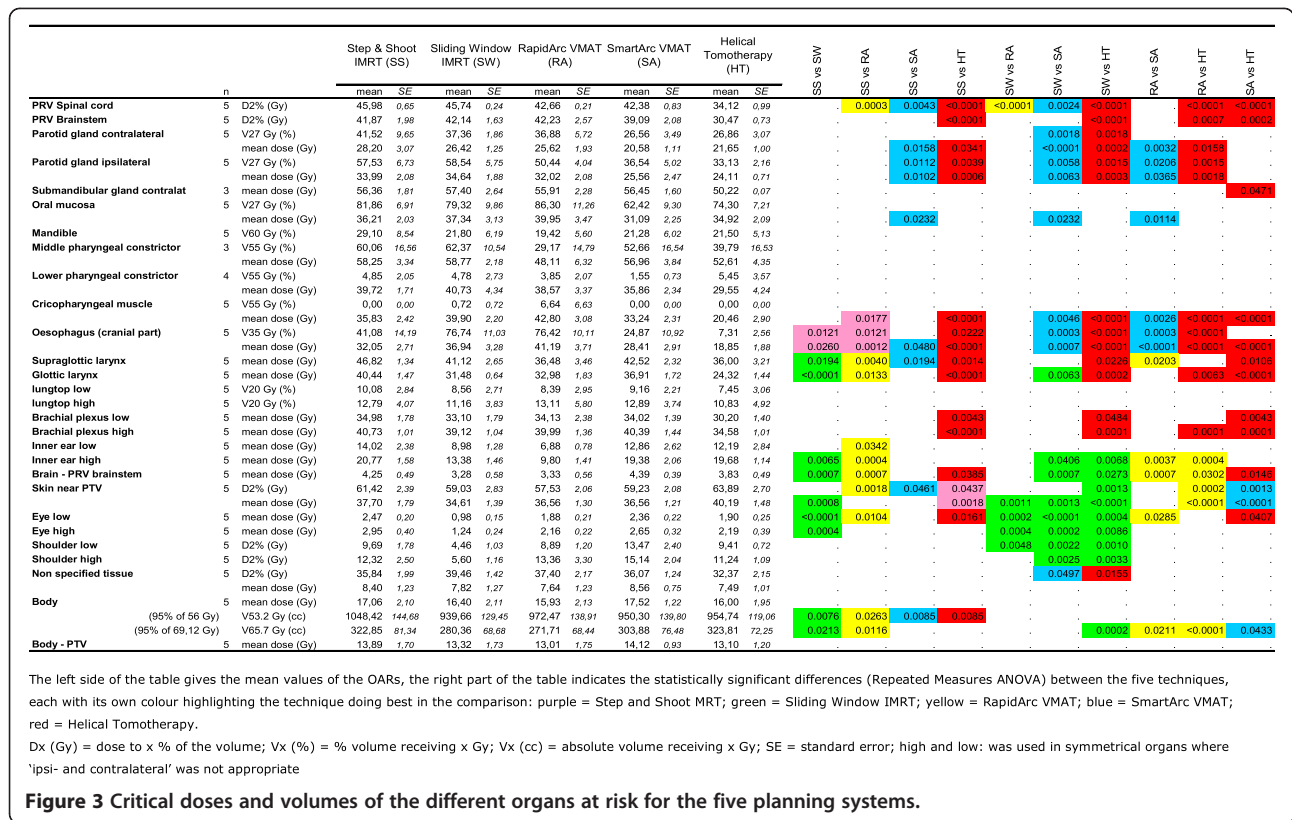 Step & Shoot IMRT (SS) Sliding Window IMRT (SW) RapidArc VMAT (RA) SmartArc VMAT (SA) Helical Tomotherapy (HT) SS vs SW SS vs RA SS vs SA SS vs HT SW vs RA SW vs SA SW vs HT RA vs SA RA vs HT SA vs HT
n mean SE mean SE mean SE mean SE mean SE
PRV Spinal cord 5 D2% (Gy) 45,98 0,65 45,74 0,24 42,66 0,21 42,38 0,83 34,12 0,99 . 0.0003 0.0043 <0.0001 <0.0001 0.0024 <0.0001 . <0.0001 <0.0001
PRV Brainstem 5 D2% (Gy) 41,87 1,98 42,14 1,63 42,23 2,57 39,09 2,08 30,47 0,73 . . . <0.0001 . . <0.0001 . 0.0007 0.0002
Parotid gland contralateral 5 V27 Gy (%) 41,52 9,65 37,36 1,86 36,88 5,72 26,56 3,49 26,86 3,07 . . . . . 0.0018 0.0018 . . .
mean dose (Gy) 28,20 3,07 26,42 1,25 25,62 1,93 20,58 1,11 21,65 1,00 . . 0.0158 0.0341 . <0.0001 0.0002 0.0032 0.0158 .
Parotid gland ipsilateral 5 V27 Gy (%) 57,53 6,73 58,54 5,75 50,44 4,04 36,54 5,02 33,13 2,16 . . 0.0112 0.0039 . 0.0058 0.0015 0.0206 0.0015 .
mean dose (Gy) 33,99 2,08 34,64 1,88 32,02 2,08 25,56 2,47 24,11 0,71 . . 0.0102 0.0006 . 0.0063 0.0003 0.0365 0.0018 .
Submandibular gland contralat 3 mean dose (Gy) 56,36 1,81 57,40 2,64 55,91 2,28 56,45 1,60 50,22 0,07 . . . . . . . . . 0.0471
Oral mucosa 5 V27 Gy (%) 81,86 6,91 79,32 9,86 86,30 11,26 62,42 9,30 74,30 7,21 . . . . . . . . . .
mean dose (Gy) 36,21 2,03 37,34 3,13 39,95 3,47 31,09 2,25 34,92 2,09 . . 0.0232 . . 0.0232 . 0.0114 . .
Mandible 5 V60 Gy (%) 29,10 8,54 21,80 6,19 19,42 5,60 21,28 6,02 21,50 5,13 . . . . . . . . . .
Middle pharyngeal constrictor 3 V55 Gy (%) 60,06 16,56 62,37 10,54 29,17 14,79 52,66 16,54 39,79 16,53 . . . . . . . . . .
mean dose (Gy) 58,25 3,34 58,77 2,18 48,11 6,32 56,96 3,84 52,61 4,35 . . . . . . . . . .
Lower pharyngeal constrictor 4 V55 Gy (%) 4,85 2,05 4,78 2,73 3,85 2,07 1,55 0,73 5,45 3,57 . . . . . . . . . .
mean dose (Gy) 39,72 1,71 40,73 4,34 38,57 3,37 35,86 2,34 29,55 4,24 . . . . . . . . . .
Cricopharyngeal muscle 5 V55 Gy (%) 0,00 0,00 0,72 0,72 6,64 6,63 0,00 0,00 0,00 0,00 . . . . . . . . . .
mean dose (Gy) 35,83 2,42 39,90 2,20 42,80 3,08 33,24 2,31 20,46 2,90 . 0.0177 . <0.0001 . 0.0046 <0.0001 0.0026 <0.0001 <0.0001
Oesophagus (cranial part) 5 V35 Gy (%) 41,08 14,19 76,74 11,03 76,42 10,11 24,87 10,92 7,31 2,56 0.0121 0.0121 . 0.0222 . 0.0003 <0.0001 0.0003 <0.0001 .
mean dose (Gy) 32,05 2,71 36,94 3,28 41,19 3,71 28,41 2,91 18,85 1,88 0.0260 0.0012 0.0480 <0.0001 . 0.0007 <0.0001 <0.0001 <0.0001 <0.0001
Supraglottic larynx 5 mean dose (Gy) 46,82 1,34 41,12 2,65 36,48 3,46 42,52 2,32 36,00 3,21 0.0194 0.0040 0.0194 0.0014 . . 0.0226 0.0203 . 0.0106
Glottic larynx 5 mean dose (Gy) 40,44 1,47 31,48 0,64 32,98 1,83 36,91 1,72 24,32 1,44 <0.0001 0.0133 . <0.0001 . 0.0063 0.0002 . 0.0063 <0.0001
lungtop low 5 V20 Gy (%) 10,08 2,84 8,56 2,71 8,39 2,95 9,16 2,21 7,45 3,06 . . . . . . . . . .
lungtop high 5 V20 Gy (%) 12,79 4,07 11,16 3,83 13,11 5,80 12,89 3,74 10,83 4,92 . . . . . . . . . .
Brachial plexus low 5 mean dose (Gy) 34,98 1,78 33,10 1,79 34,13 2,38 34,02 1,39 30,20 1,40 . . . 0.0043 . . 0.0484 . . 0.0043
Brachial plexus high 5 mean dose (Gy) 40,73 1,01 39,12 1,04 39,99 1,36 40,39 1,44 34,58 1,01 . . . <0.0001 . . 0.0001 . 0.0001 0.0001
Inner ear low 5 mean dose (Gy) 14,02 2,38 8,98 1,28 6,88 0,78 12,86 2,62 12,19 2,84 . 0.0342 . . . . . . . .
Inner ear high 5 mean dose (Gy) 20,77 1,58 13,38 1,46 9,80 1,41 19,38 2,06 19,68 1,14 0.0065 0.0004 . . . 0.0406 0.0068 0.0037 0.0004 .
Brain - PRV brainstem 5 mean dose (Gy) 4,25 0,49 3,28 0,58 3,33 0,56 4,39 0,39 3,83 0,49 0.0007 0.0007 . 0.0385 . 0.0007 0.0273 0.0007 0.0302 0.0146
Skin near PTV 5 D2% (Gy) 61,42 2,39 59,03 2,83 57,53 2,06 59,23 2,08 63,89 2,70 . 0.0018 0.0461 0.0437 . . 0.0013 . 0.0002 0.0013
mean dose (Gy) 37,70 1,79 34,61 1,39 36,56 1,30 36,56 1,21 40,19 1,48 0.0008 . . 0.0018 0.0011 0.0013 <0.0001 . <0.0001 <0.0001
Eye low 5 mean dose (Gy) 2,47 0,20 0,98 0,15 1,88 0,21 2,36 0,22 1,90 0,25 <0.0001 0.0104 . 0.0161 0.0002 <0.0001 0.0004 0.0285 . 0.0407
Eye high 5 mean dose (Gy) 2,95 0,40 1,24 0,24 2,16 0,22 2,65 0,32 2,19 0,39 0.0004 . . . 0.0004 0.0002 0.0086 . . .
Shoulder low 5 D2% (Gy) 9,69 1,78 4,46 1,03 8,89 1,20 13,47 2,40 9,41 0,72 . . . . 0.0048 0.0022 0.0010 . . .
Shoulder high 5 D2% (Gy) 12,32 2,50 5,60 1,16 13,36 3,30 15,14 2,04 11,24 1,09 . . . . . 0.0025 0.0033 . . .
Non specified tissue 5 D2% (Gy) 35,84 1,99 39,46 1,42 37,40 2,17 36,07 1,24 32,37 2,15 . . . . . 0.0497 0.0155 . . .
mean dose (Gy) 8,40 1,23 7,82 1,27 7,64 1,23 8,56 0,75 7,49 1,01 . . . . . . . . . .
Body 5 mean dose (Gy) 17,06 2,10 16,40 2,11 15,93 2,13 17,52 1,22 16,00 1,95 . . . . . . . . . .
(95% of 56 Gy) V53.2 Gy (cc) 1048,42 144,68 939,66 129,45 972,47 138,91 950,30 139,80 954,74 119,06 0.0076 0.0263 0.0085 0.0085 . . . . . .
(95% of 69,12 Gy) V65.7 Gy (cc) 322,85 81,34 280,36 68,68 271,71 68,44 303,88 76,48 323,81 72,25 0.0213 0.0116 . . . . 0.0002 0.0211 <0.0001 0.0433
Body - PTV 5 mean dose (Gy) 13,89 1,70 13,32 1,73 13,01 1,75 14,12 0,93 13,10 1,20 . . . . . . . . . .
The left side of the table gives the mean values of the OARs, the right part of the table indicates the statistically significant differences (Repeated Measures ANOVA) between the five techniques,
each with its own colour highlighting the technique doing best in the comparison: purple = Step and Shoot MRT; green = Sliding Window IMRT; yellow = RapidArc VMAT; blue = SmartArc VMAT;
red = Helical Tomotherapy.
Dx (Gy) = dose to x % of the volume; Vx (%) = % volume receiving x Gy; Vx (cc) = absolute volume receiving x Gy; SE = standard error; high and low: was used in symmetrical organs where
'ipsi- and contralateral' was not appropriate
Figure 3 Critical doses and volumes of the different organs at risk for the five planning systems.